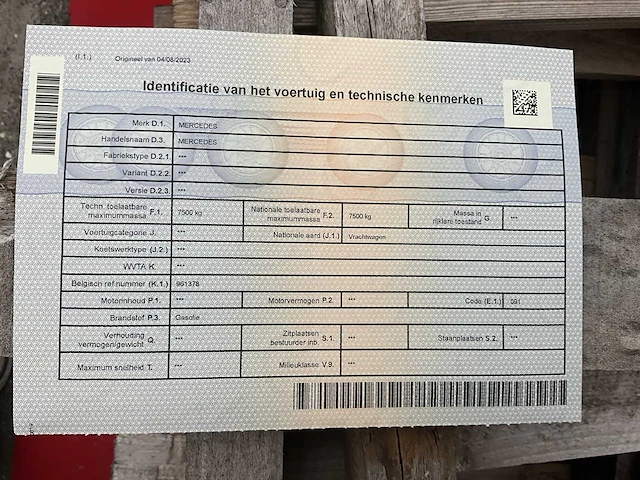 (I.1.) Origineel van 04/08/2023
Identificatie van het voertuig en technische kenmerken
Merk D.1. MERCEDES
Handelsnaam D.3. MERCEDES
Fabriekstype D.2.1. ***
Variant D.2.2. ***
Versie D.2.3. ***
Techn. toelaatbare maximummassa F.1. 7500 kg Nationale toelaatbare maximummassa F.2. 7500 kg Massa in rijklare toestand G ***
Voertuigcategorie J. *** Nationale aard (J.1.) Vrachtwagen
Koetswerktype (J.2.) ***
WVTA K. ***
Belgisch ref.nummer (K.1.) 961378
Motorinhoud P.1. *** Motorvermogen P.2. *** Code (E.1.) 091
Brandstof P.3. Gasolie
Verhouding vermogen/gewicht Q. *** Zitplaatsen bestuurder inb. S.1. *** Staanplaatsen S.2. ***
Maximum snelheid T. *** Milieuklasse V.9. ***